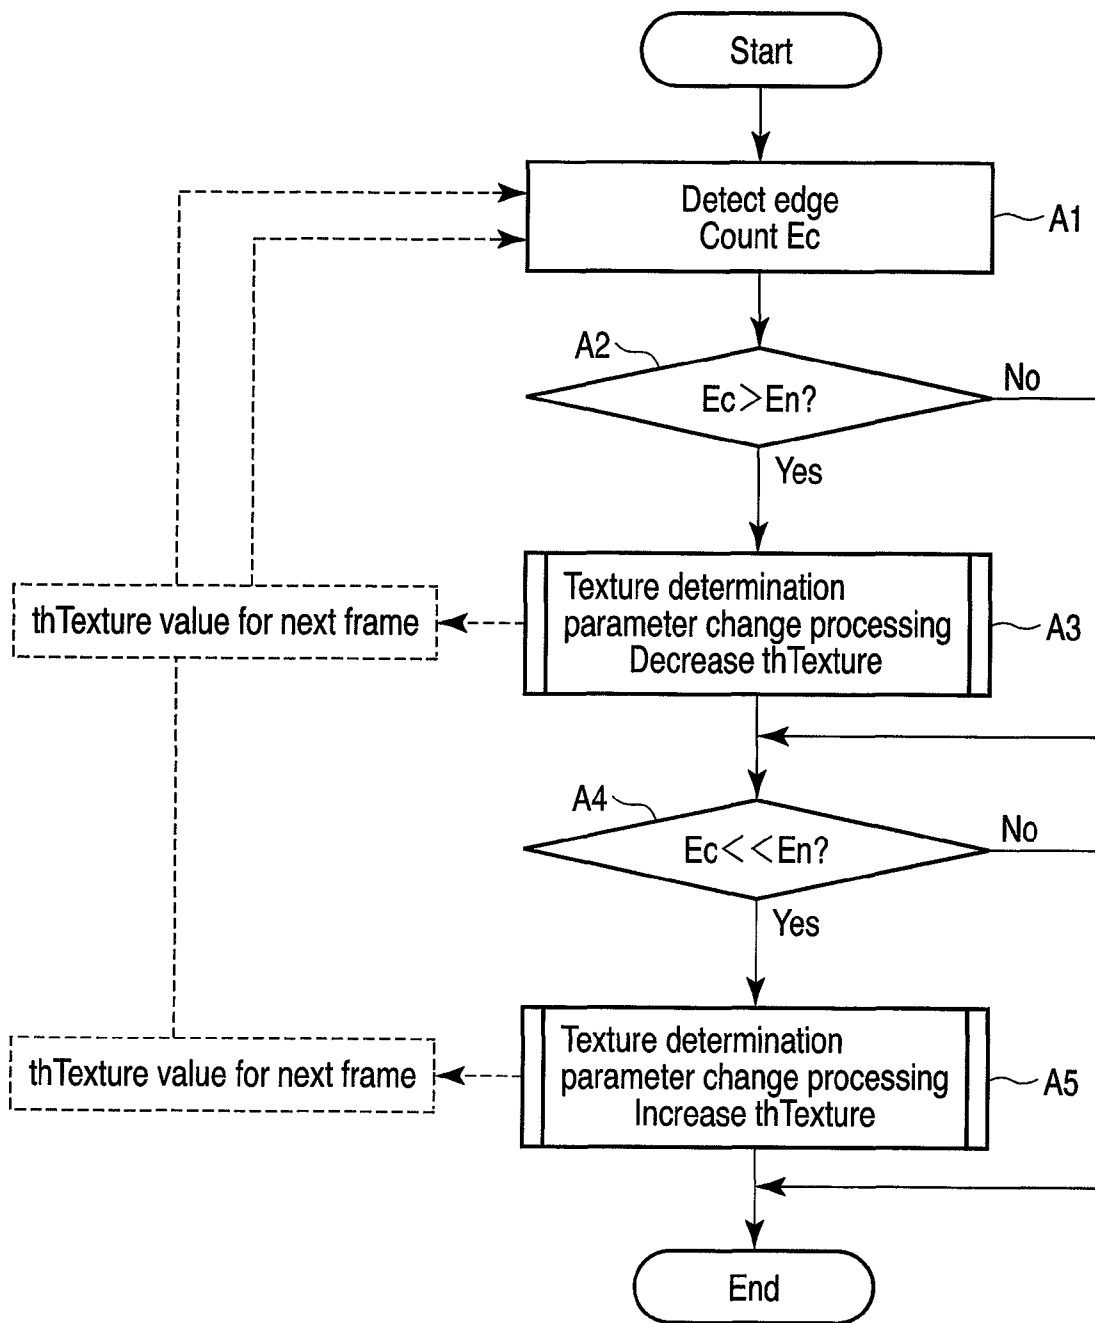 Start
Detect edge
Count Ec
A1
A2
Ec>En?
No
Yes
thTexture value for next frame
Texture determination
parameter change processing
Decrease thTexture
A3
A4
Ec<<En?
No
Yes
thTexture value for next frame
Texture determination
parameter change processing
Increase thTexture
A5
End